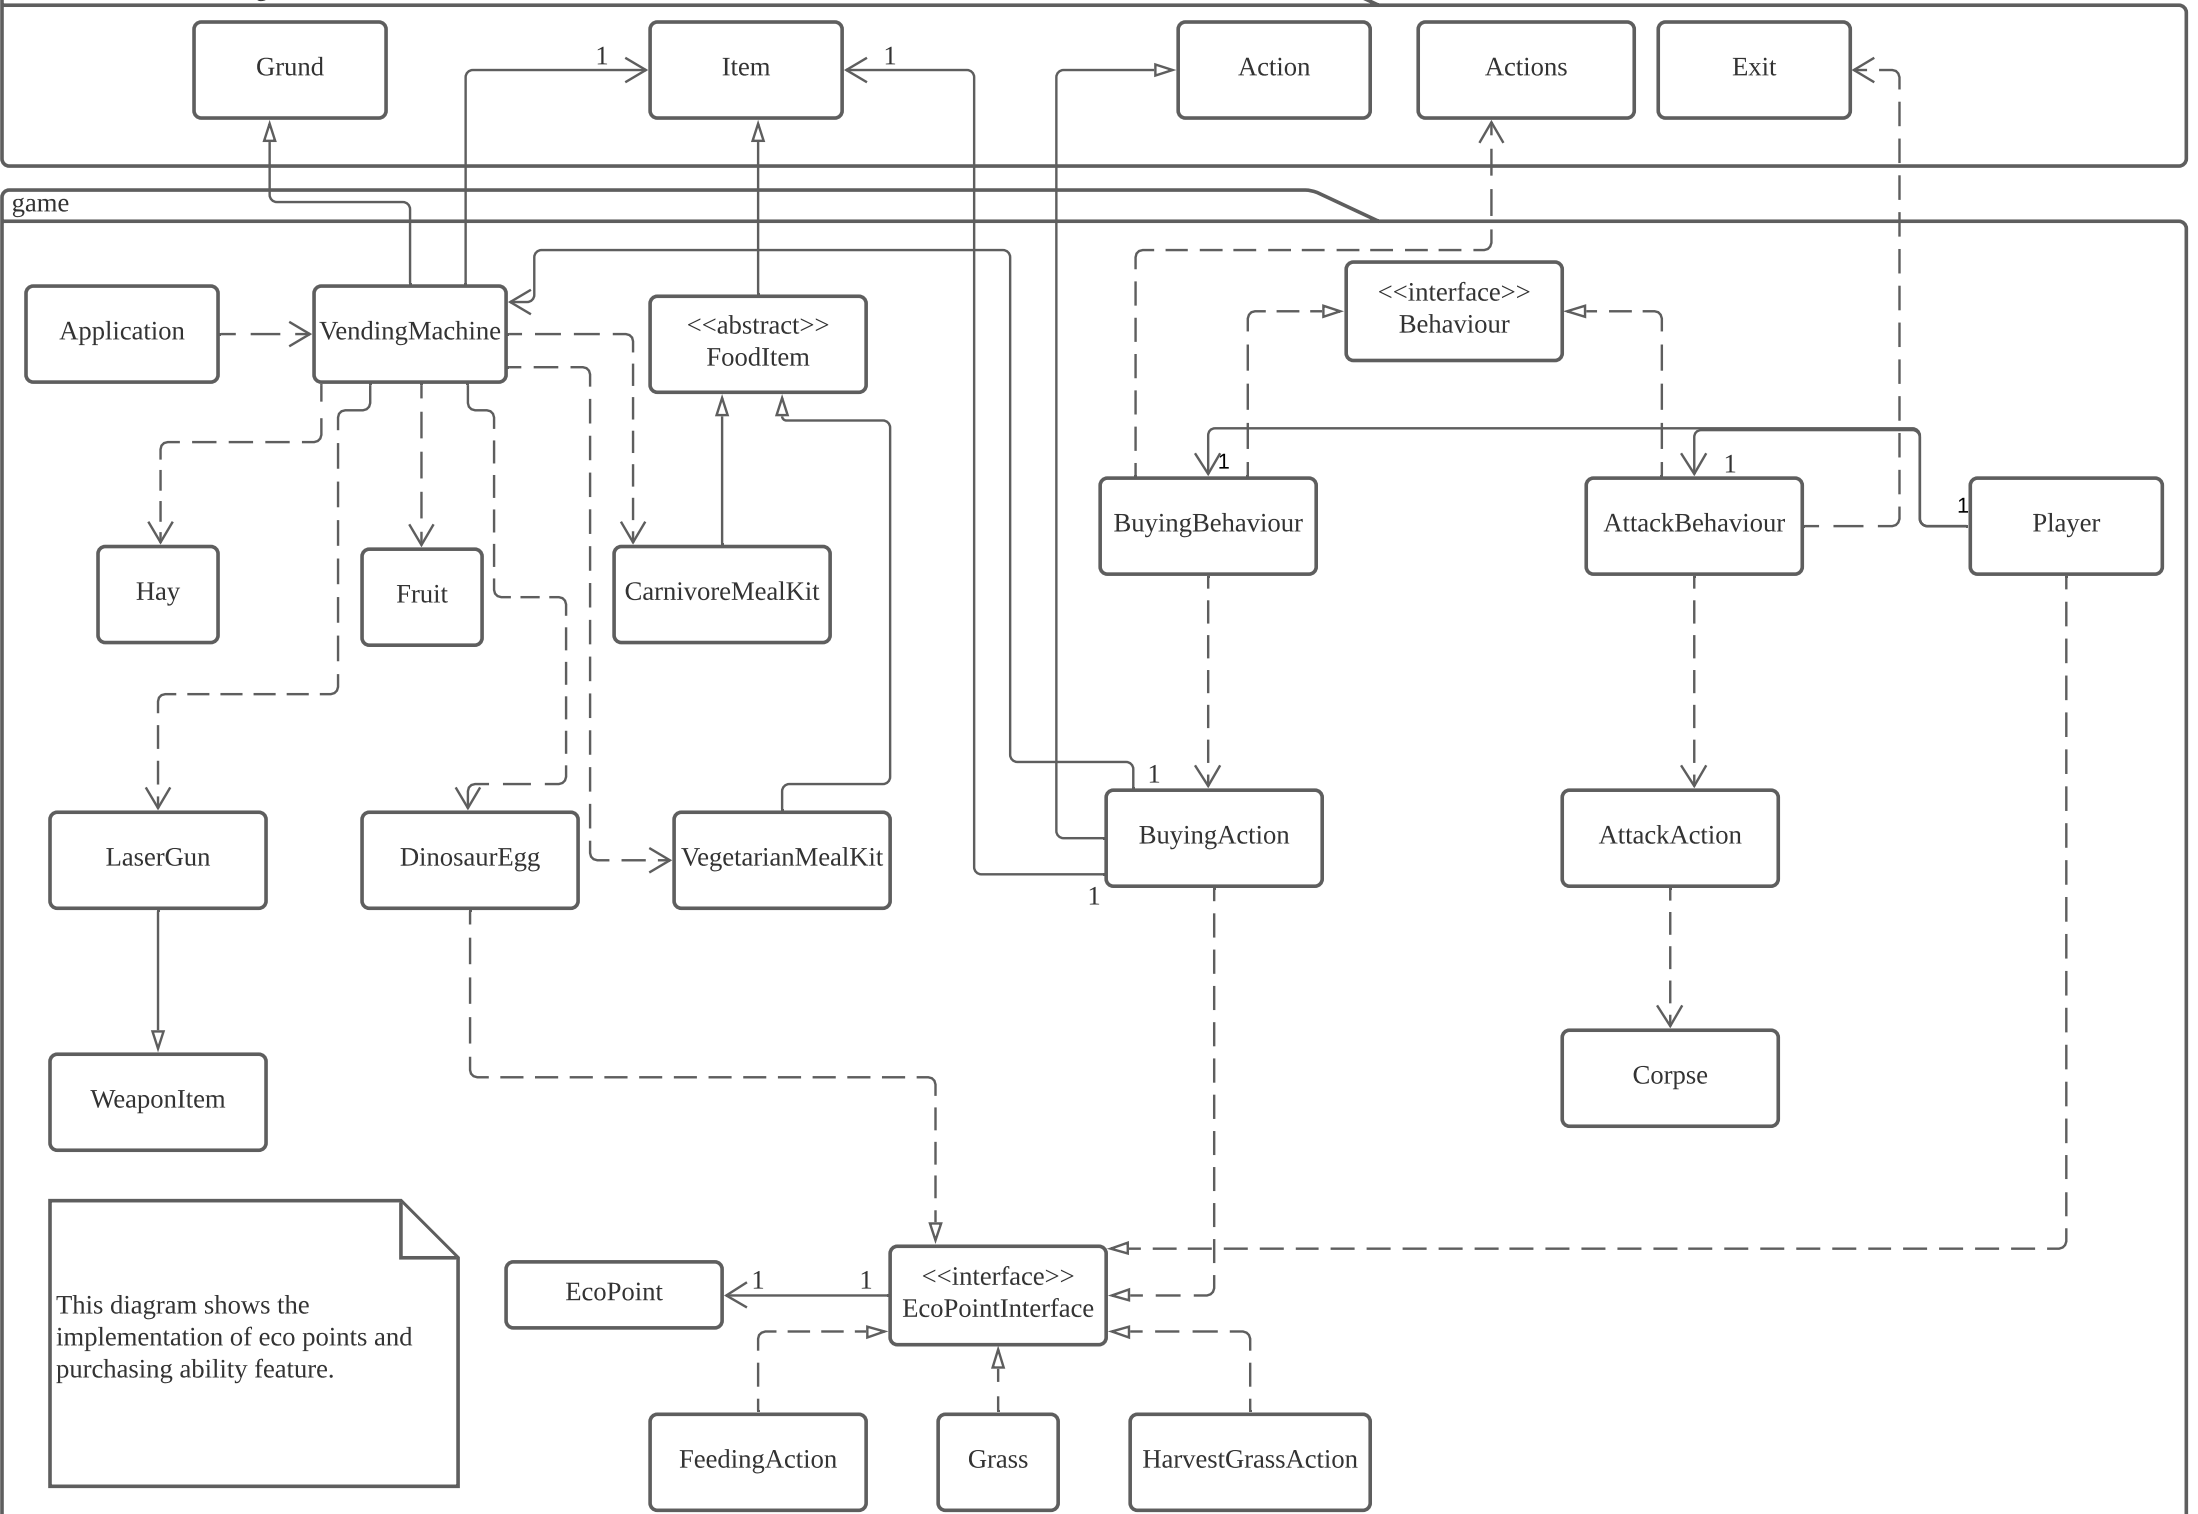 Grund
1
Item
1
Action
Actions
Exit
game
Application
VendingMachine
<<abstract>>
FoodItem
<<interface>>
Behaviour
1
1
1
Hay
Fruit
CarnivoreMealKit
BuyingBehaviour
AttackBehaviour
Player
1
LaserGun
DinosaurEgg
VegetarianMealKit
BuyingAction
AttackAction
1
WeaponItem
Corpse
This diagram shows the
implementation of eco points and
purchasing ability feature.
EcoPoint
1
1
<<interface>>
EcoPointInterface
FeedingAction
Grass
HarvestGrassAction